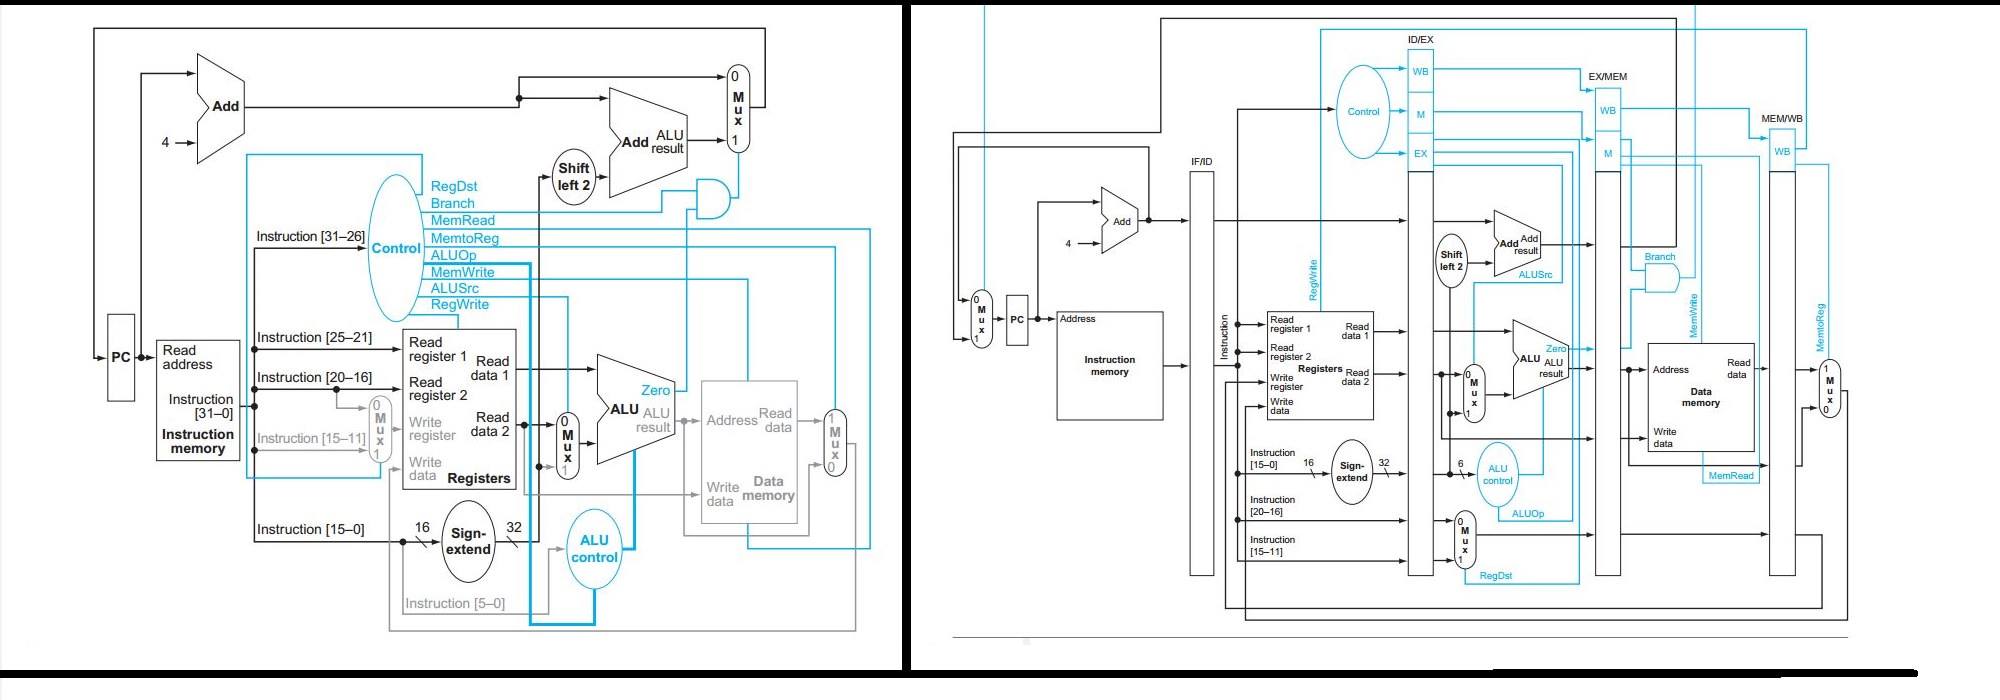 0
M
u
x
1
Add
4
Add
ALU
result
Shift
left 2
RegDst
Branch
MemRead
MemtoReg
ALUOp
MemWrite
ALUSrc
RegWrite
Control
Instruction [31–26]
Instruction [25–21]
Instruction [20–16]
Instruction [15–11]
Instruction [15–0]
Instruction [5–0]
PC
Read
address
Instruction
[31–0]
Instruction
memory
0
M
u
x
1
Read
register 1
Read
register 2
Write
register
Write
data
Read
data 1
Read
data 2
Registers
16
Sign-
extend
32
0
M
u
x
1
Zero
ALU
ALU
result
ALU
control
Address
Read
data
Write
data
Data
memory
1
M
u
x
0
ID/EX
WB
M
EX
Control
EX/MEM
WB
M
MEM/WB
WB
IF/ID
Add
4
0
M
u
x
1
PC
Address
Instruction
memory
Instruction
RegWrite
Read
register 1
Read
register 2
Write
register
Write
data
Read
data 1
Registers
Read
data 2
Instruction
[15–0]
16
Sign-
extend
32
Instruction
[20–16]
Instruction
[15–11]
Shift
left 2
Add
Add
result
ALUSrc
0
M
u
x
1
Zero
ALU
ALU
result
6
ALU
control
ALUOp
0
M
u
x
1
RegDst
Branch
MemWrite
Address
Read
data
Data
memory
Write
data
MemRead
MemtoReg
1
M
u
x
0